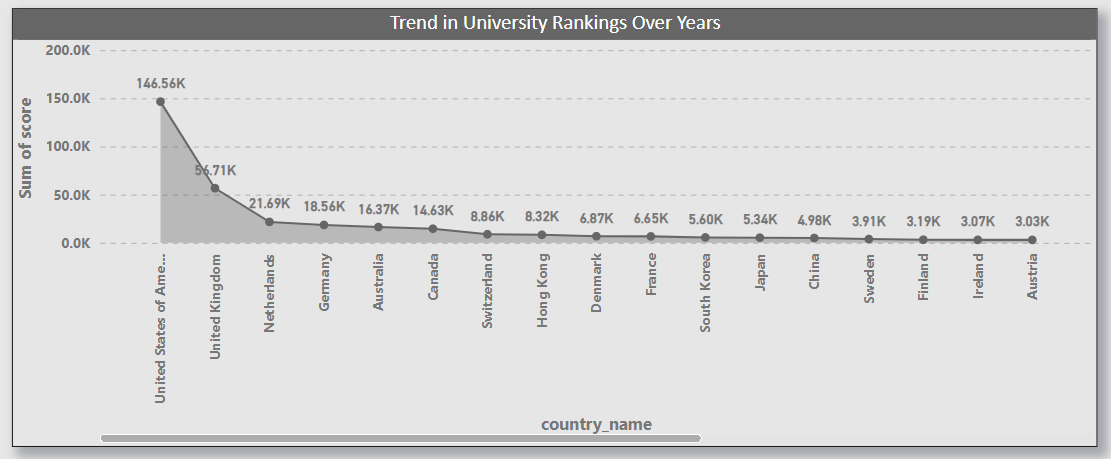 Trend in University Rankings Over Years
Sum of score
200.0K
150.0K
100.0K
50.0K
0.0K
146.56K
56.71K
21.69K
18.56K
16.37K
14.63K
8.86K
8.32K
6.87K
6.65K
5.60K
5.34K
4.98K
3.91K
3.19K
3.07K
3.03K
United States of Ame...
United Kingdom
Netherlands
Germany
Australia
Canada
Switzerland
Hong Kong
Denmark
France
South Korea
Japan
China
Sweden
Finland
Ireland
Austria
country_name